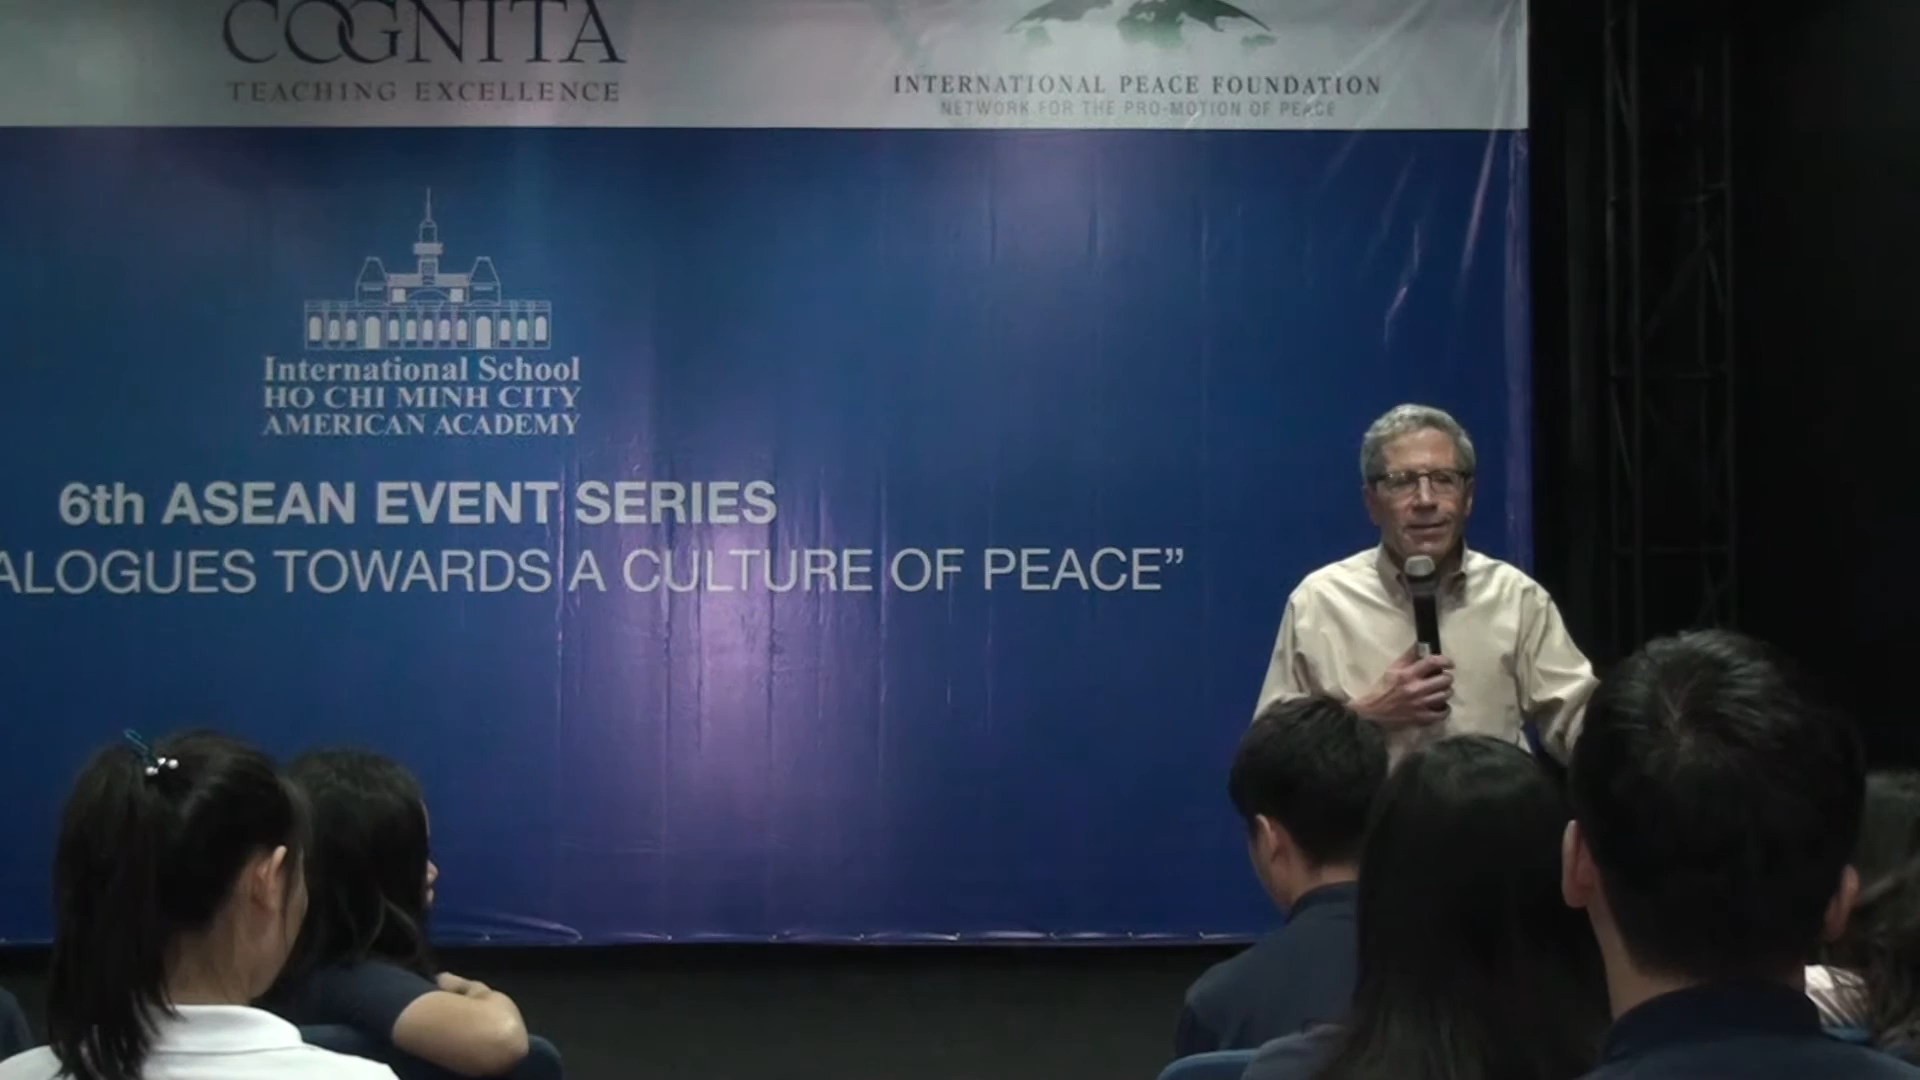 COGNITA
TEACHING EXCELLENCE
INTERNATIONAL PEACE FOUNDATION
NETWORK FOR THE PRO-MOTION OF PEACE
International School
HO CHI MINH CITY
AMERICAN ACADEMY
6th ASEAN EVENT SERIES
ALOGUES TOWARDS A CULTURE OF PEACE”